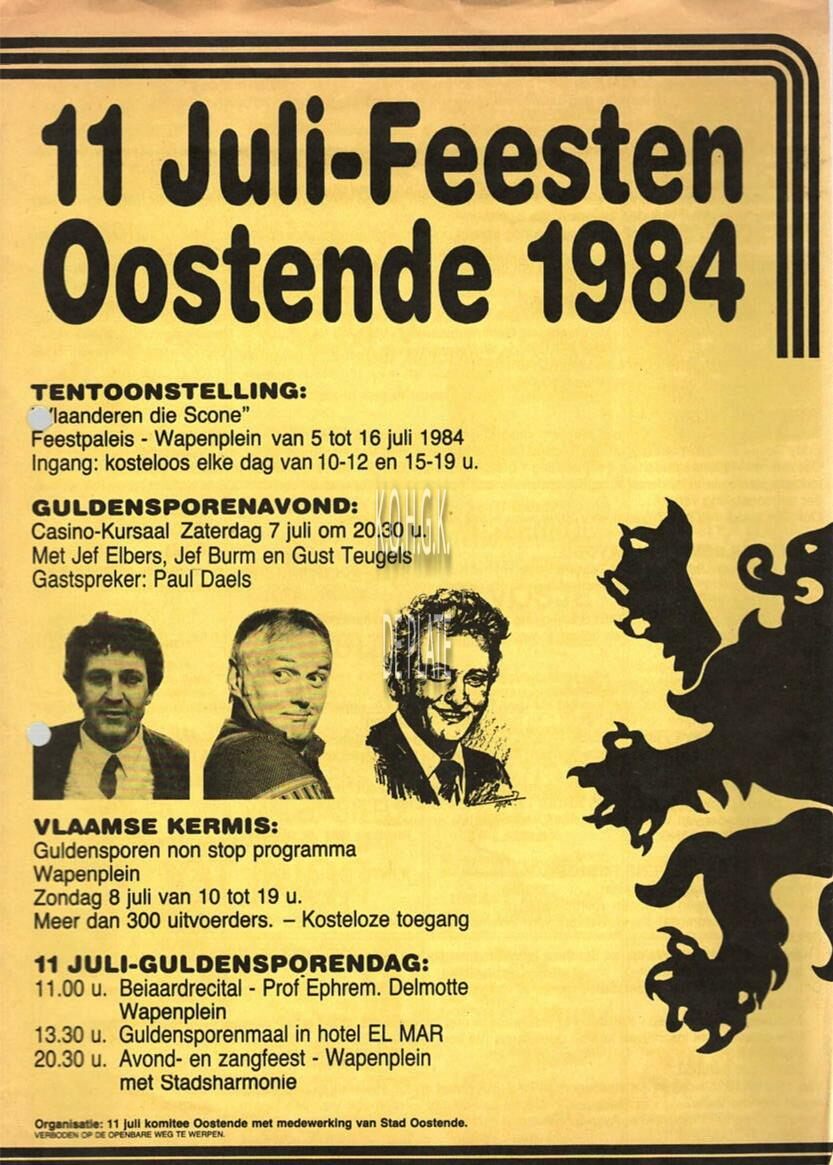 11 Juli-Feesten
Oostende 1984
TENTOONSTELLING:
"Vlaanderen die Scone"
Feestpaleis - Wapenplein van 5 tot 16 juli 1984
Ingang: kosteloos elke dag van 10-12 en 15-19 u.
GULDENSPORENAVOND:
Casino-Kursaal Zaterdag 7 juli om 20.30 u.
Met Jef Elbers, Jef Burm en Gust Teugels
Gastspreker: Paul Daels
K.O.H.G.K.
DE PLATE
VLAAMSE KERMIS:
Guldensporen non stop programma
Wapenplein
Zondag 8 juli van 10 tot 19 u.
Meer dan 300 uitvoerders. – Kosteloze toegang
11 JULI-GULDENSPORENDAG:
11.00 u. Beiaardrecital - Prof Ephrem. Delmotte
Wapenplein
13.30 u. Guldensporenmaal in hotel EL MAR
20.30 u. Avond- en zangfeest - Wapenplein
met Stadsharmonie
Organisatie: 11 juli komitee Oostende met medewerking van Stad Oostende.
VERBODEN OP DE OPENBARE WEG TE WERPEN.